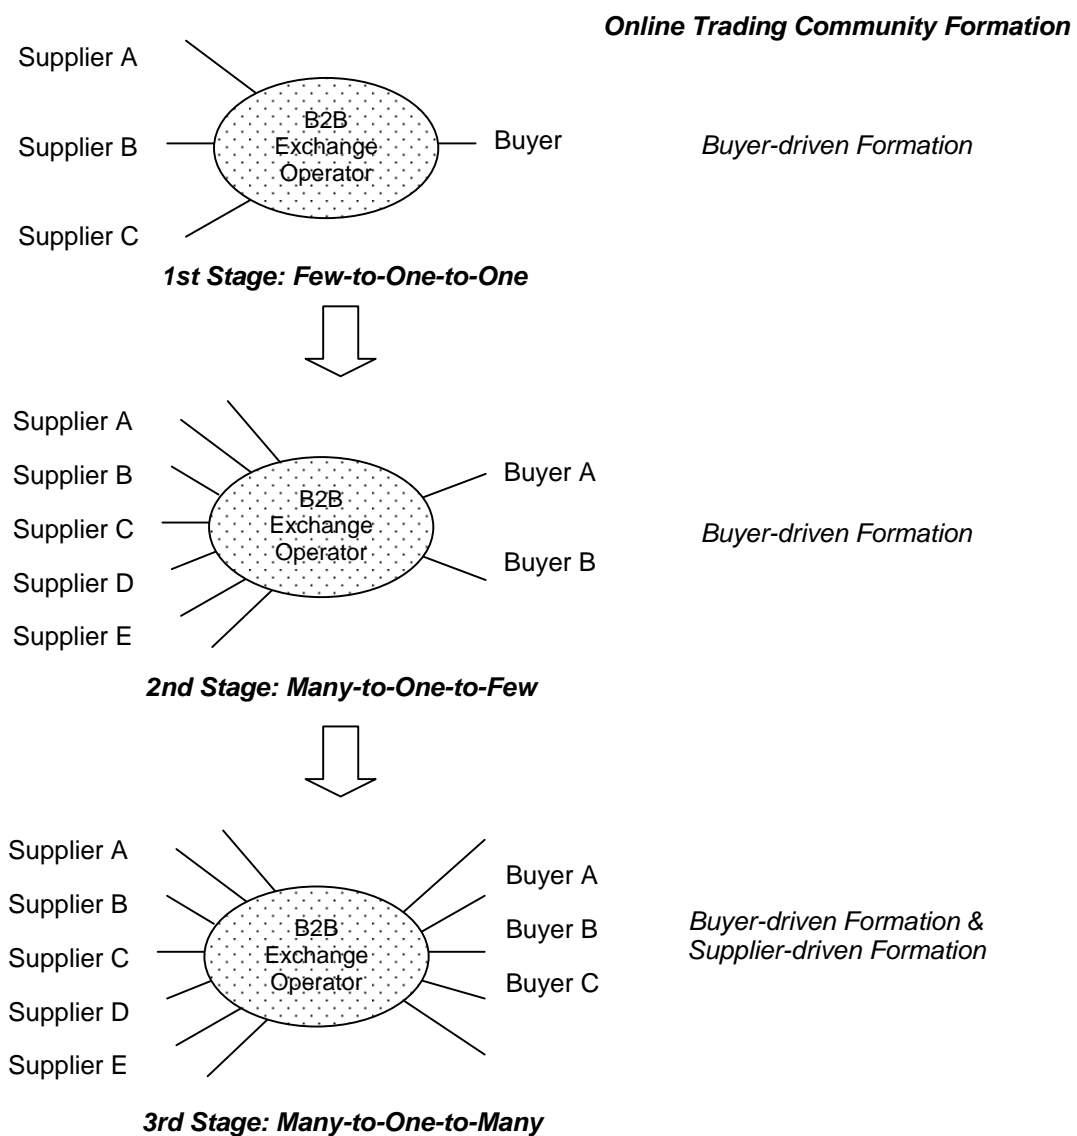 Online Trading Community Formation
Supplier A
Supplier B
Supplier C
B2B
Exchange
Operator
Buyer
Buyer-driven Formation
1st Stage: Few-to-One-to-One
Supplier A
Supplier B
Supplier C
Supplier D
Supplier E
B2B
Exchange
Operator
Buyer A
Buyer B
Buyer-driven Formation
2nd Stage: Many-to-One-to-Few
Supplier A
Supplier B
Supplier C
Supplier D
Supplier E
B2B
Exchange
Operator
Buyer A
Buyer B
Buyer C
Buyer-driven Formation &
Supplier-driven Formation
3rd Stage: Many-to-One-to-Many